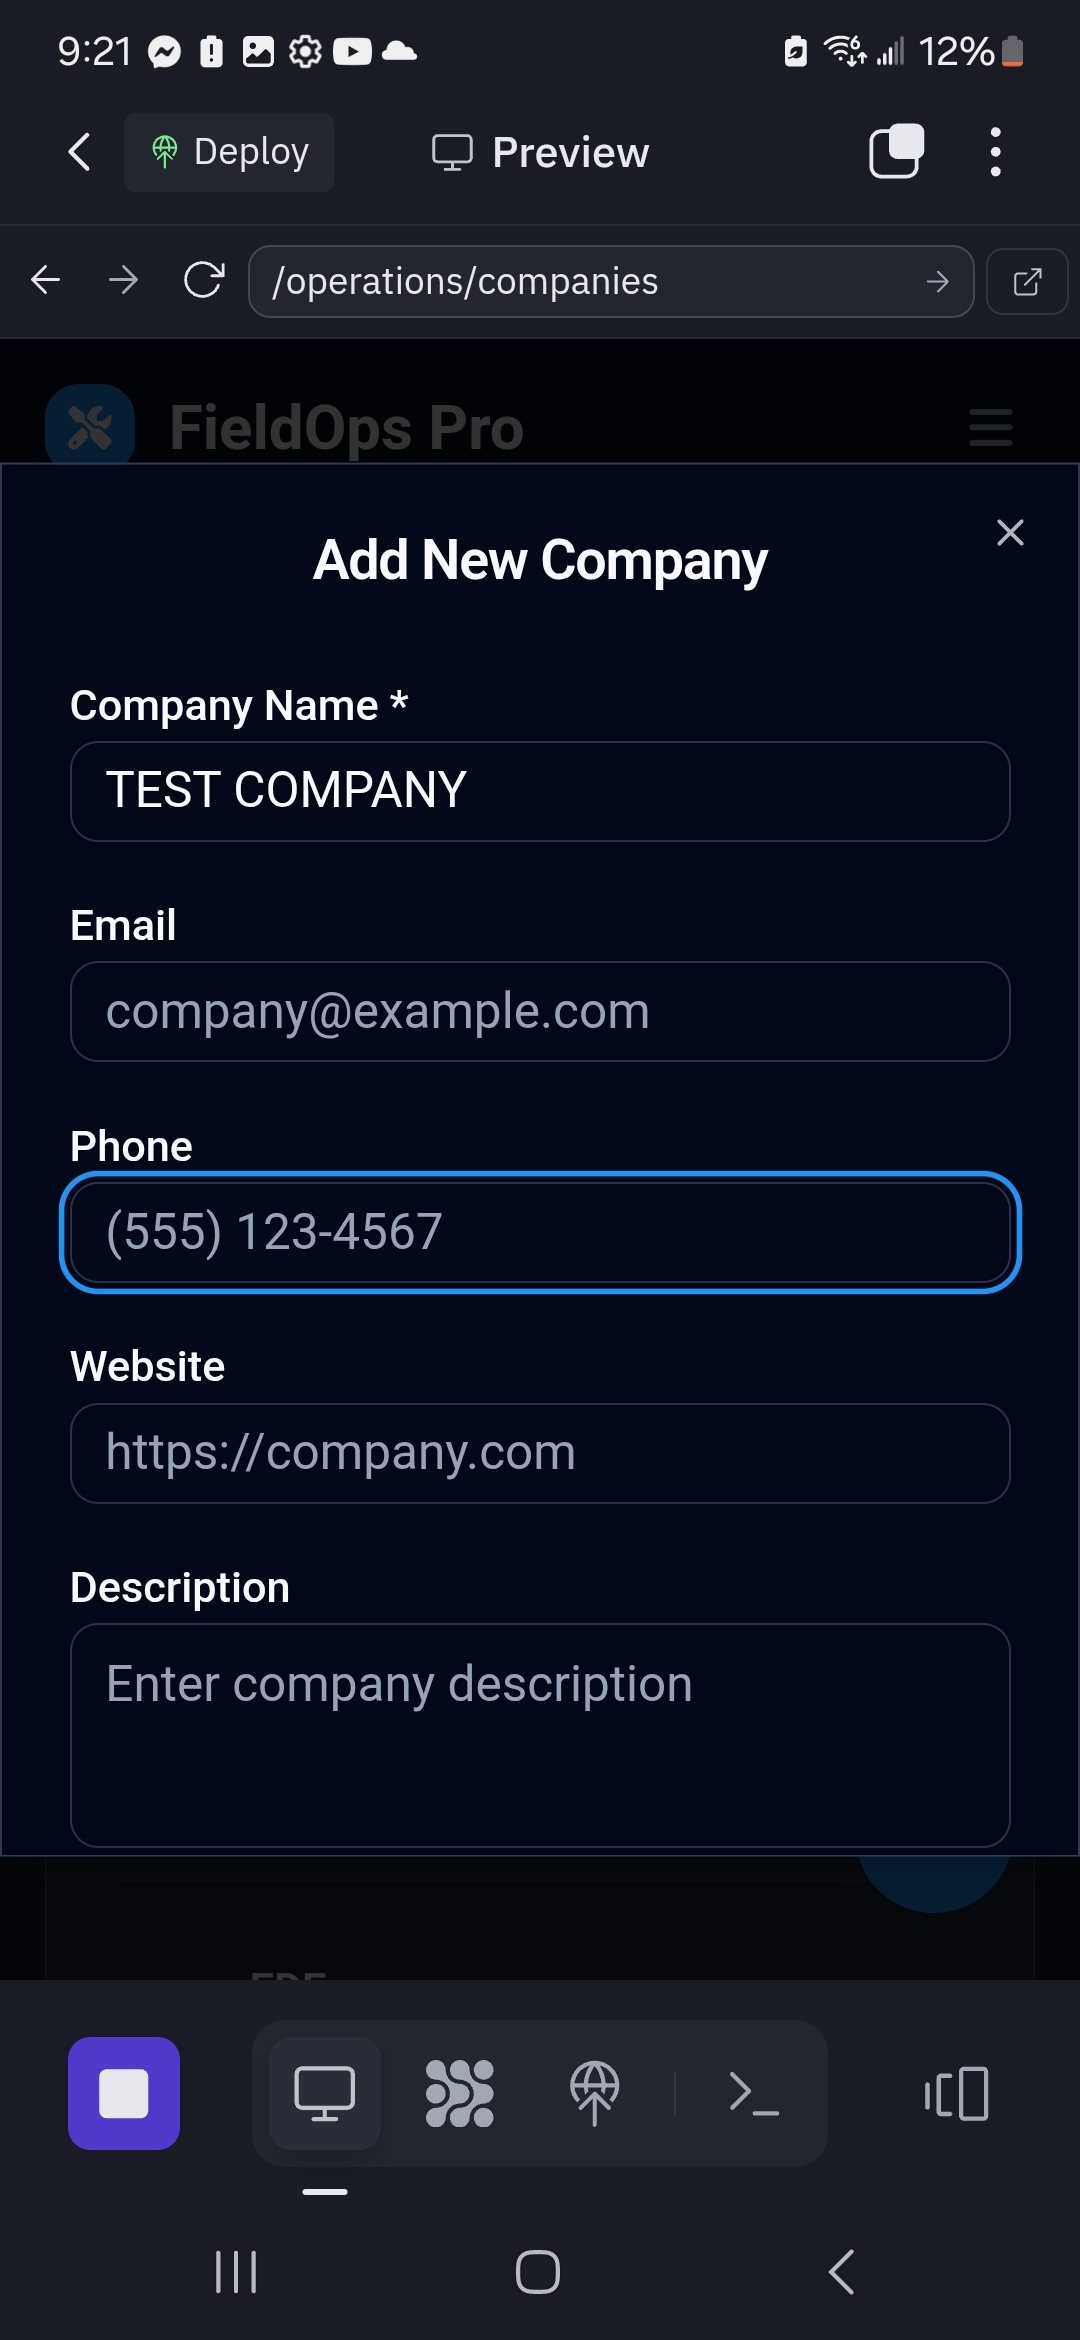 9:21
12%
Deploy
Preview
/operations/companies
FieldOps Pro
Add New Company
Company Name *
TEST COMPANY
Email
company@example.com
Phone
(555) 123-4567
Website
https://company.com
Description
Enter company description